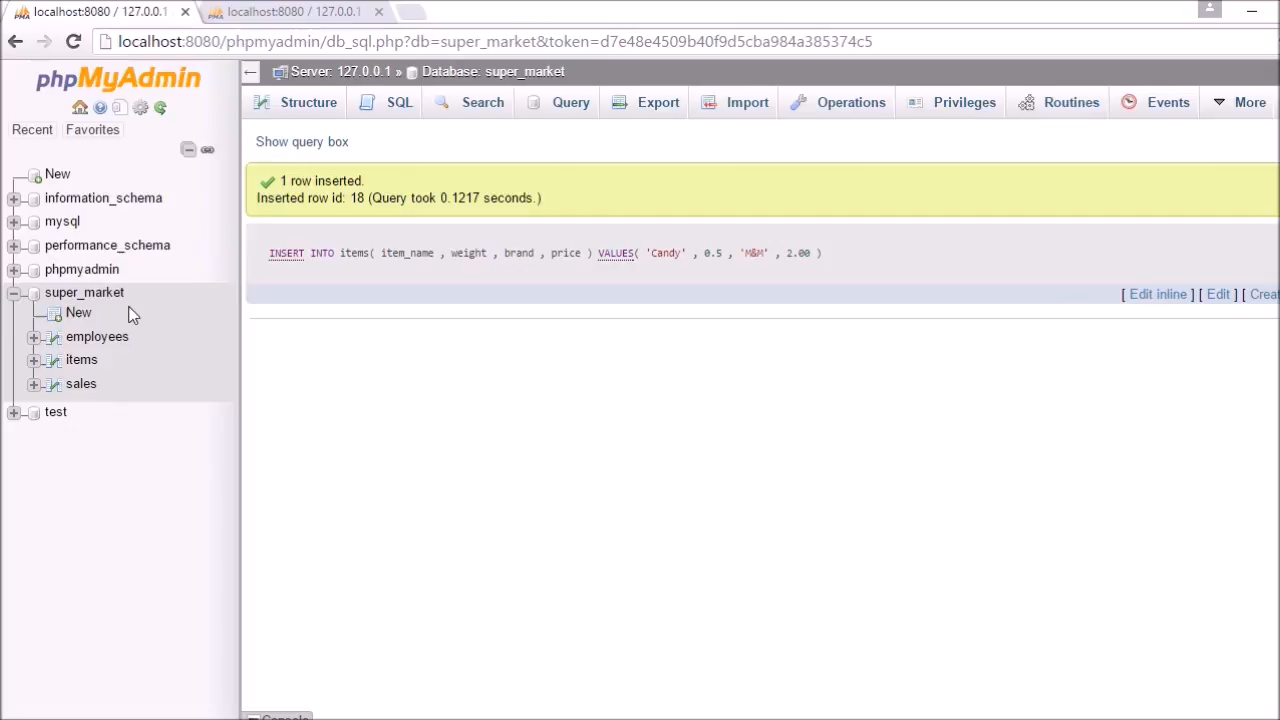 localhost:8080 / 127.0.0.1
localhost:8080 / 127.0.0.1
localhost:8080/phpmyadmin/db_sql.php?db=super_market&token=d7e48e4509b40f9d5cba984a385374c5
phpMyAdmin
Recent Favorites
New
information_schema
mysql
performance_schema
phpmyadmin
super_market
New
employees
items
sales
test
Server: 127.0.0.1 » Database: super_market
Structure SQL Search Query Export Import Operations Privileges Routines Events More
Show query box
1 row inserted.
Inserted row id: 18 (Query took 0.1217 seconds.)
INSERT INTO items( item_name , weight , brand , price ) VALUES( 'Candy' , 0.5 , 'M&M' , 2.00 )
[ Edit inline ] [ Edit ] [ Creat
Console